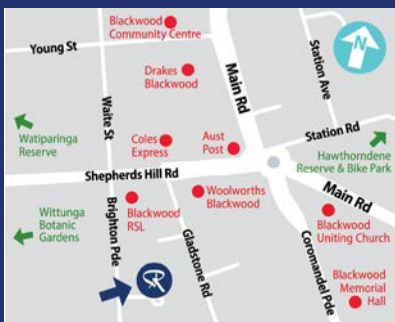 Blackwood
Community Centre
Young St
Drakes
Blackwood
Main Rd
Station Ave
N
Waite St
Watiparinga
Reserve
Coles
Express
Aust
Post
Station Rd
Hawthorndene
Reserve & Bike Park
Shepherds Hill Rd
Woolworths
Blackwood
Main Rd
Wittunga
Botanic
Gardens
Brighton Pde
Blackwood
RSL
Gladstone Rd
Blackwood
Uniting Church
Coromandel Pde
Blackwood
Memorial
Hall